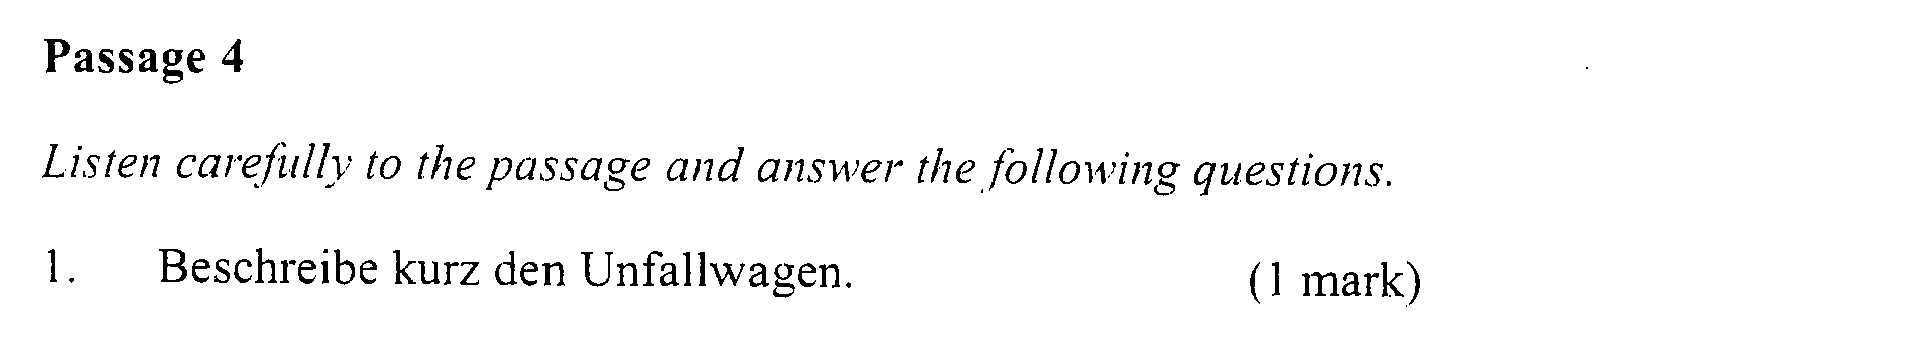 Passage 4
Listen carefully to the passage and answer the following questions.
1. Beschreibe kurz den Unfallwagen. (1 mark)